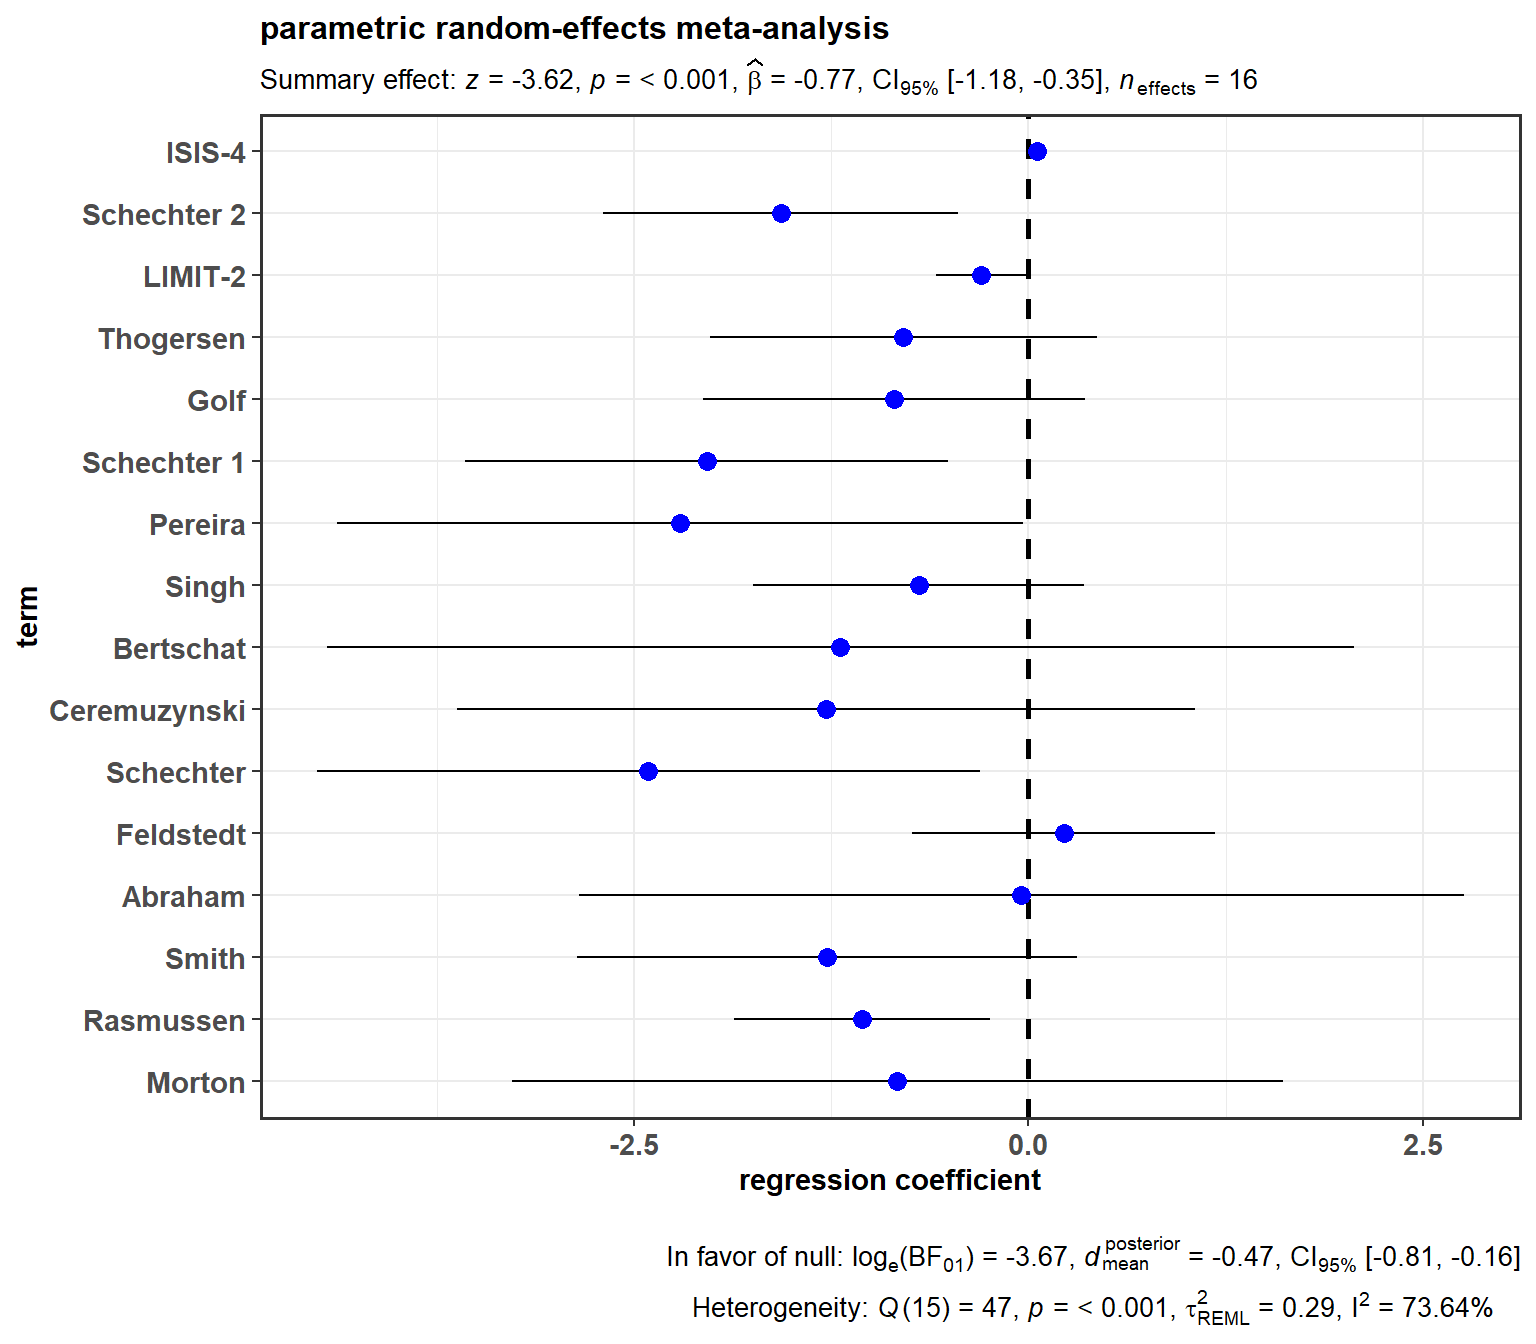 parametric random-effects meta-analysis
Summary effect: z = -3.62, p = < 0.001, β̂ = -0.77, CI95% [-1.18, -0.35], neffects = 16
ISIS-4
Schechter 2
LIMIT-2
Thogersen
Golf
Schechter 1
Pereira
Singh
Bertschat
Ceremuzynski
Schechter
Feldstedt
Abraham
Smith
Rasmussen
Morton
term
-2.5 0.0 2.5
regression coefficient
In favor of null: loge(BF01) = -3.67, dmean posterior = -0.47, CI95% [-0.81, -0.16]
Heterogeneity: Q(15) = 47, p = < 0.001, τ²REML = 0.29, I² = 73.64%